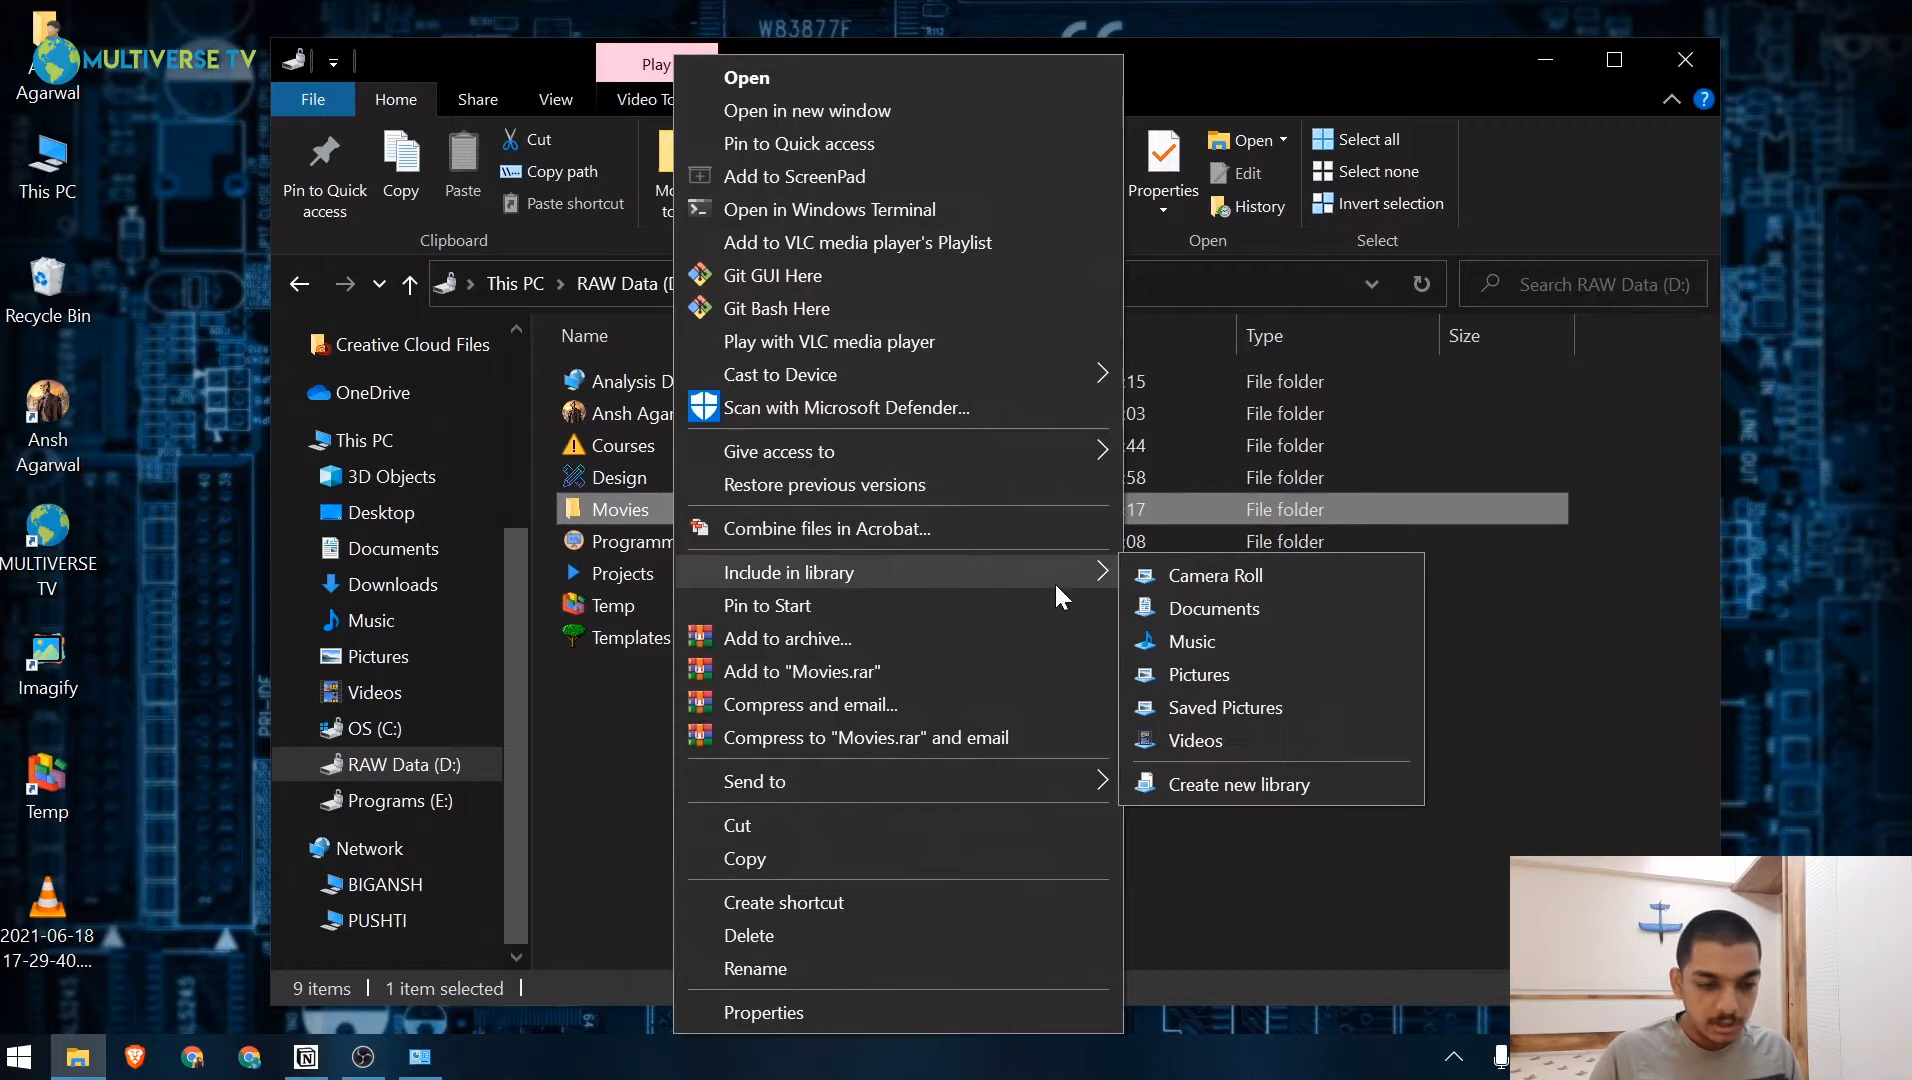 W83877F
MULTIVERSE TV
Agarwal
This PC
Recycle Bin
Ansh
Agarwal
MULTIVERSE
TV
Imagify
Temp
2021-06-18
17-29-40....
Play
File
Home
Share
View
Video To
Pin to Quick
access
Copy
Paste
Cut
Copy path
Paste shortcut
Clipboard
Mo
to
Properties
Open
Edit
History
Open
Select all
Select none
Invert selection
Select
This PC
RAW Data (D
Search RAW Data (D:)
Creative Cloud Files
OneDrive
This PC
3D Objects
Desktop
Documents
Downloads
Music
Pictures
Videos
OS (C:)
RAW Data (D:)
Programs (E:)
Network
BIGANSH
PUSHTI
Name
Type
Size
Analysis D
:15
File folder
Ansh Agar
:03
File folder
Courses
:44
File folder
Design
:58
File folder
Movies
:17
File folder
Programm
:08
File folder
Projects
Temp
Templates
Open
Open in new window
Pin to Quick access
Add to ScreenPad
Open in Windows Terminal
Add to VLC media player's Playlist
Git GUI Here
Git Bash Here
Play with VLC media player
Cast to Device
Scan with Microsoft Defender...
Give access to
Restore previous versions
Combine files in Acrobat...
Include in library
Pin to Start
Add to archive...
Add to "Movies.rar"
Compress and email...
Compress to "Movies.rar" and email
Send to
Cut
Copy
Create shortcut
Delete
Rename
Properties
Camera Roll
Documents
Music
Pictures
Saved Pictures
Videos
Create new library
9 items
1 item selected